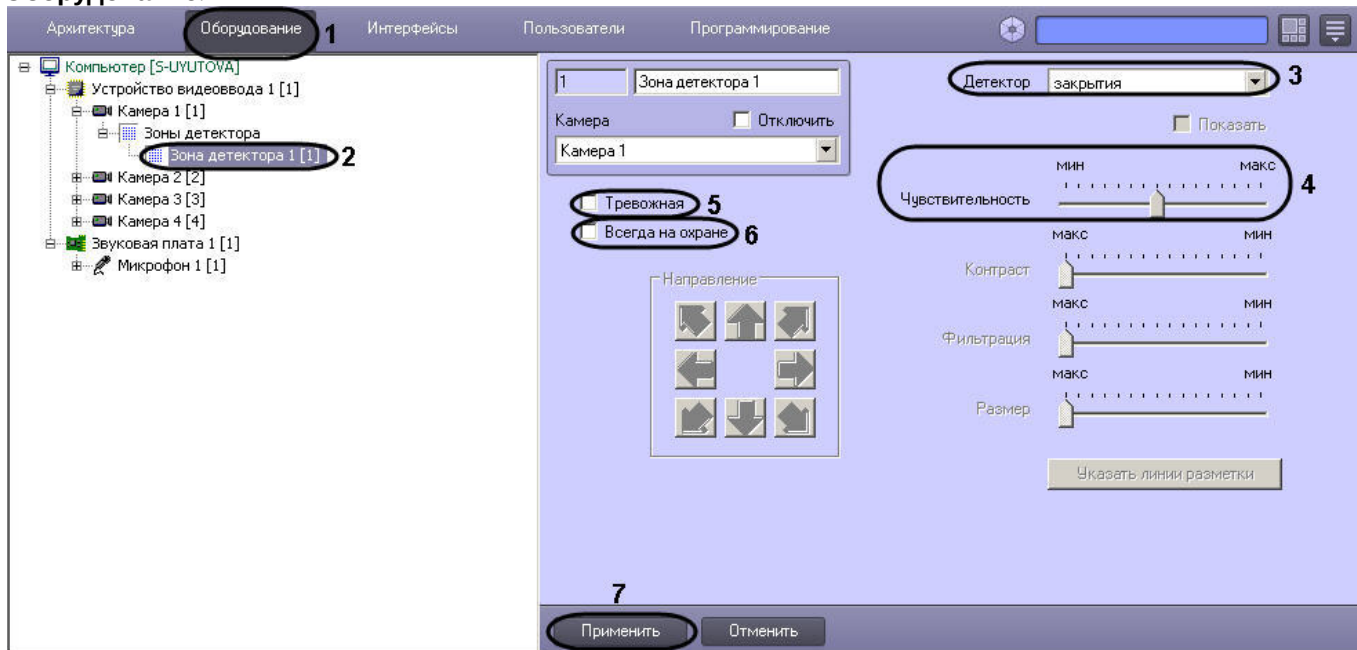 Архитектура Оборудование 1 Интерфейсы Пользователи Программирование
Компьютер [S-UYUTOVA]
Устройство видеоввода 1 [1]
Камера 1 [1]
Зоны детектора
Зона детектора 1 [1] 2
Камера 2 [2]
Камера 3 [3]
Камера 4 [4]
Звуковая плата 1 [1]
Микрофон 1 [1]
1 Зона детектора 1
Камера Отключить
Камера 1
Тревожная 5
Всегда на охране 6
Направление
Детектор закрытия 3
Показать
мин макс
Чувствительность 4
макс мин
Контраст
макс мин
Фильтрация
макс мин
Размер
Указать линии разметки
7
Применить Отменить